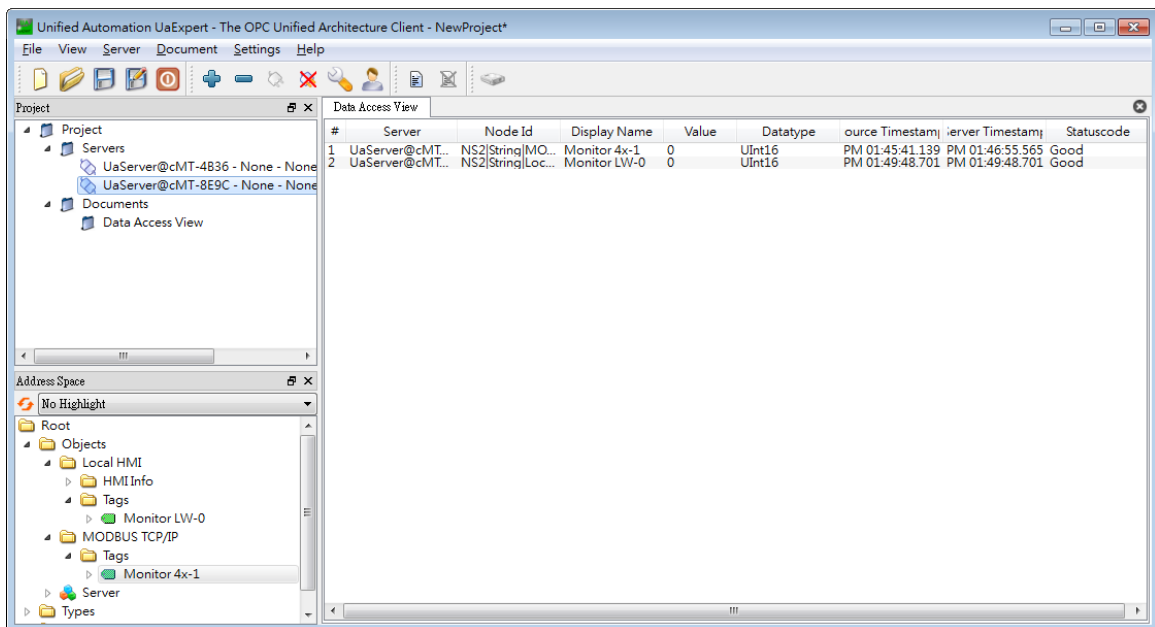 Unified Automation UaExpert - The OPC Unified Architecture Client - NewProject*
File View Server Document Settings Help
Project
Project
Servers
UaServer@cMT-4B36 - None - None
UaServer@cMT-8E9C - None - None
Documents
Data Access View
Address Space
No Highlight
Root
Objects
Local HMI
HMI Info
Tags
Monitor LW-0
MODBUS TCP/IP
Tags
Monitor 4x-1
Server
Types
Data Access View
# Server Node Id Display Name Value Datatype ource Timestam erver Timestam Statuscode
1 UaServer@cMT... NS2|String|MO... Monitor 4x-1 0 UInt16 PM 01:45:41.139 PM 01:46:55.565 Good
2 UaServer@cMT... NS2|String|Loc... Monitor LW-0 0 UInt16 PM 01:49:48.701 PM 01:49:48.701 Good